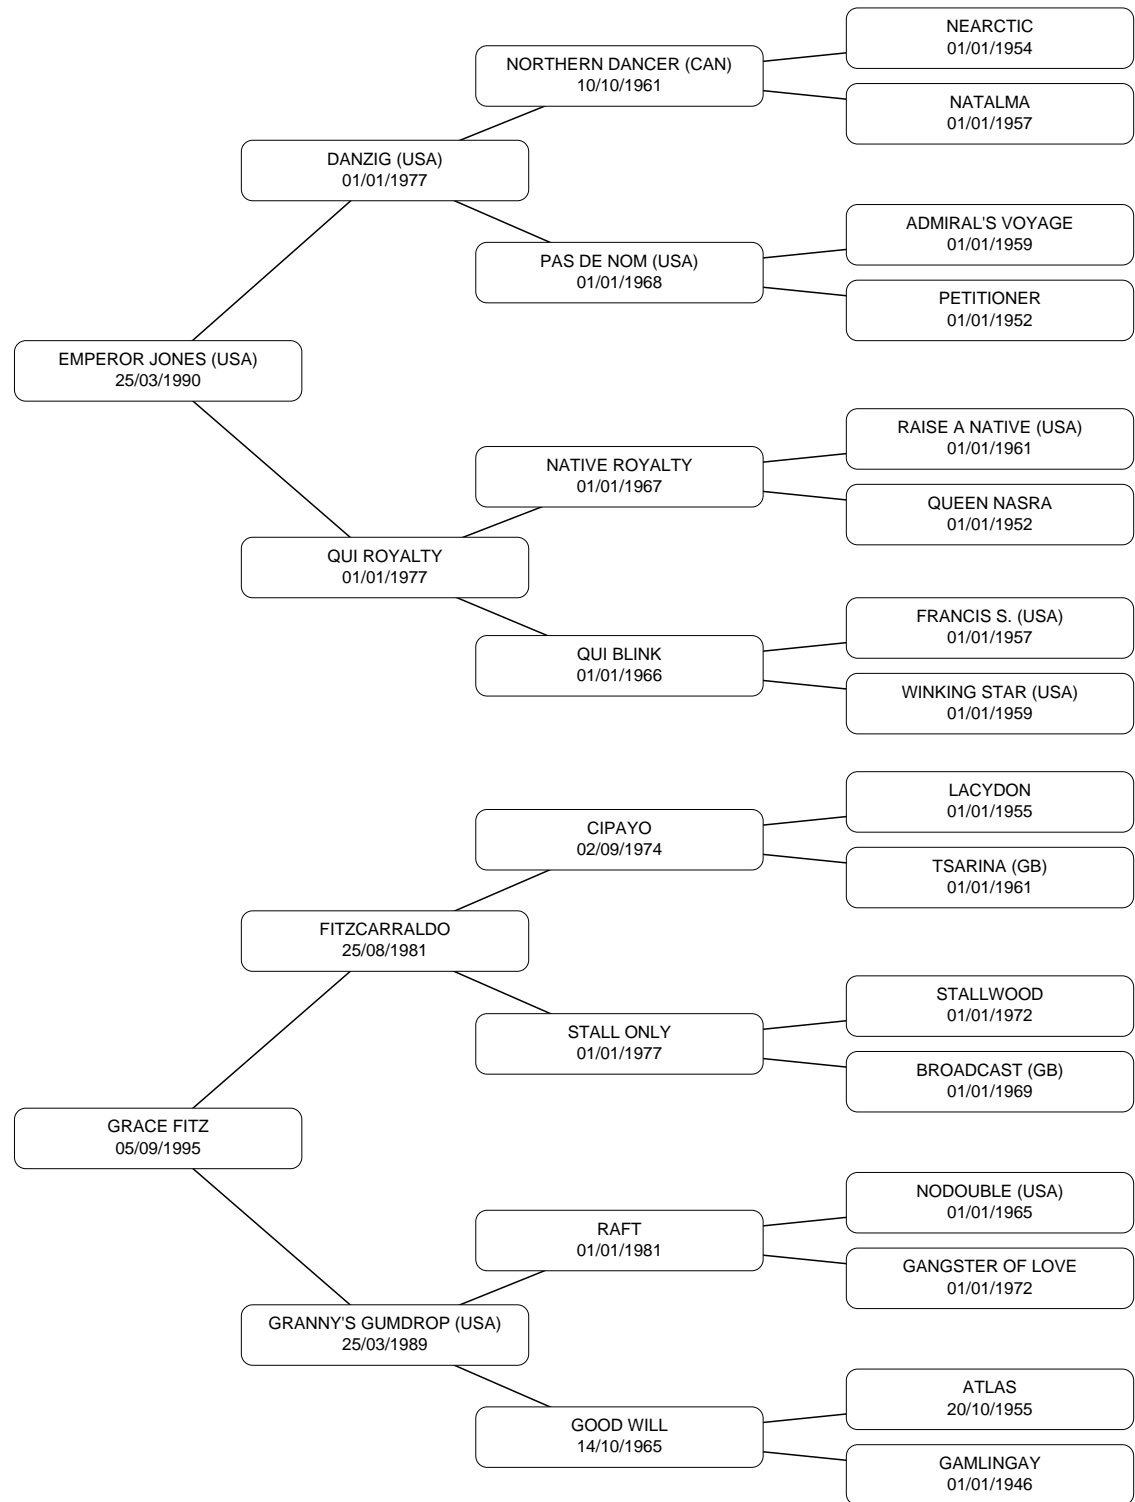 NEARCTIC
01/01/1954
NORTHERN DANCER (CAN)
10/10/1961
NATALMA
01/01/1957
DANZIG (USA)
01/01/1977
ADMIRAL'S VOYAGE
01/01/1959
PAS DE NOM (USA)
01/01/1968
PETITIONER
01/01/1952
EMPEROR JONES (USA)
25/03/1990
RAISE A NATIVE (USA)
01/01/1961
NATIVE ROYALTY
01/01/1967
QUEEN NASRA
01/01/1952
QUI ROYALTY
01/01/1977
FRANCIS S. (USA)
01/01/1957
QUI BLINK
01/01/1966
WINKING STAR (USA)
01/01/1959
LACYDON
01/01/1955
CIPAYO
02/09/1974
TSARINA (GB)
01/01/1961
FITZCARRALDO
25/08/1981
STALLWOOD
01/01/1972
STALL ONLY
01/01/1977
BROADCAST (GB)
01/01/1969
GRACE FITZ
05/09/1995
NODOUBLE (USA)
01/01/1965
RAFT
01/01/1981
GANGSTER OF LOVE
01/01/1972
GRANNY'S GUMDROP (USA)
25/03/1989
ATLAS
20/10/1955
GOOD WILL
14/10/1965
GAMLINGAY
01/01/1946